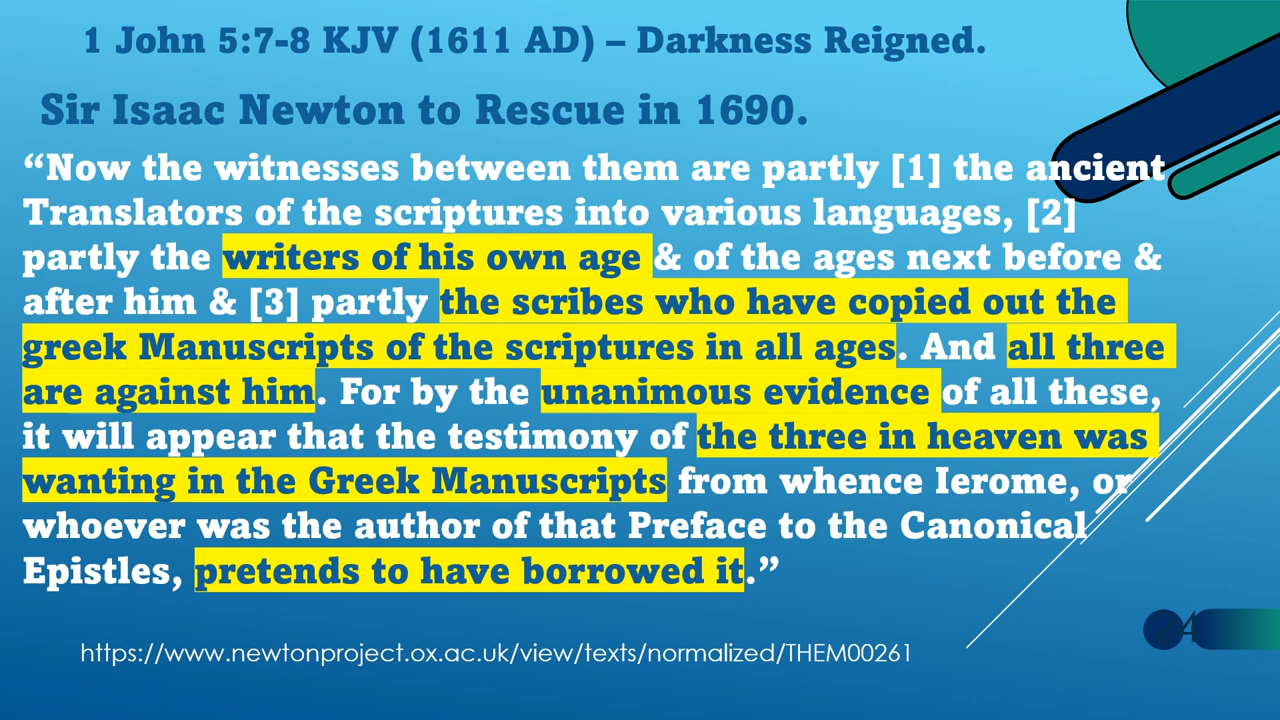 1 John 5:7-8 KJV (1611 AD) – Darkness Reigned.
Sir Isaac Newton to Rescue in 1690.
“Now the witnesses between them are partly [1] the ancient
Translators of the scriptures into various languages, [2]
partly the writers of his own age & of the ages next before &
after him & [3] partly the scribes who have copied out the
greek Manuscripts of the scriptures in all ages. And all three
are against him. For by the unanimous evidence of all these,
it will appear that the testimony of the three in heaven was
wanting in the Greek Manuscripts from whence Ierome, or
whoever was the author of that Preface to the Canonical
Epistles, pretends to have borrowed it.”
https://www.newtonproject.ox.ac.uk/view/texts/normalized/THEM00261